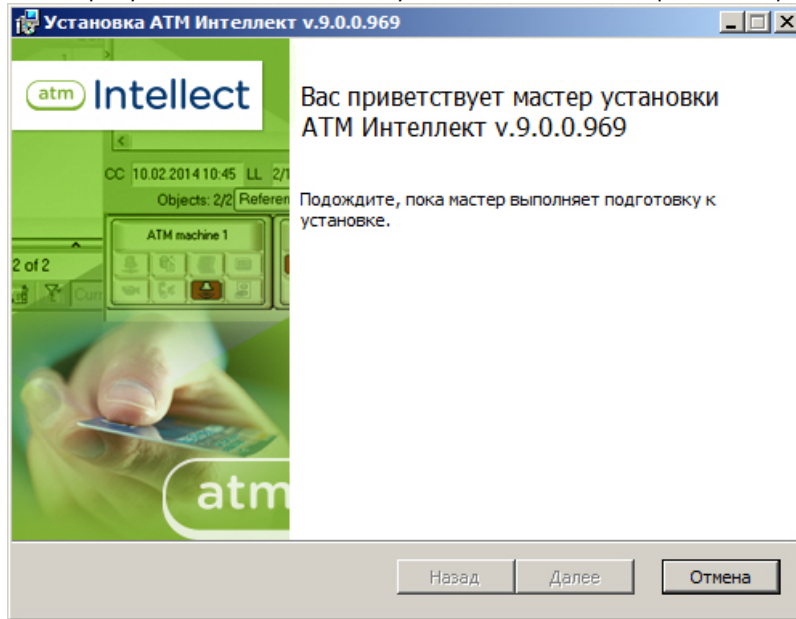 Установка АТМ Интеллект v.9.0.0.969
atm Intellect
Вас приветствует мастер установки
АТМ Интеллект v.9.0.0.969
CC 10.02.2014 10:45 LL 2/1
Objects: 2/2
Подождите, пока мастер выполняет подготовку к
установке.
ATM machine 1
2 of 2
atm
Назад
Далее
Отмена